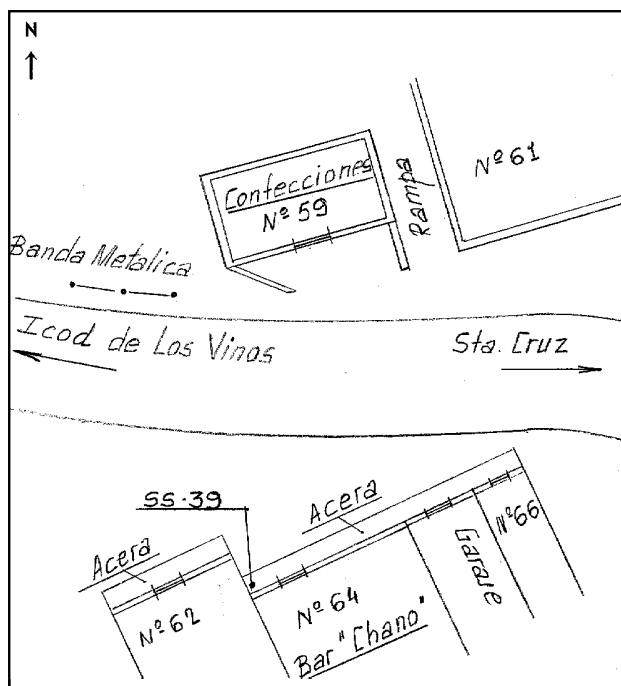 N
Confecciones
Nº 59
Rampa
Nº 61
Banda Metalica
Icod de Los Vinos
Sta. Cruz
SS-39
Acera
Acera
Nº 62
Nº 64
Bar "Chano"
Garaje
Nº 66